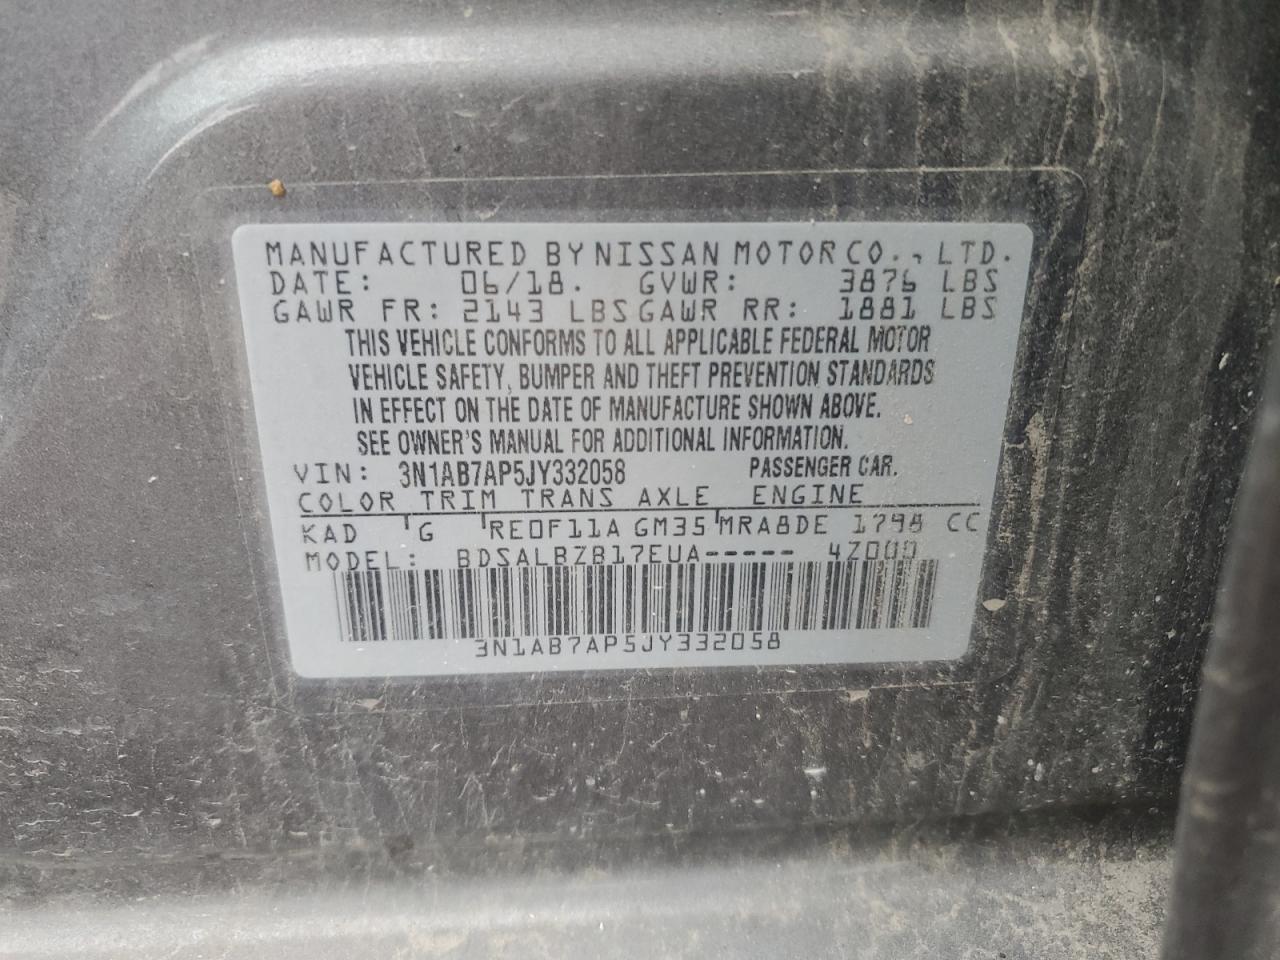 MANUFACTURED BY NISSAN MOTOR CO., LTD.
DATE: 06/18. GVWR: 3876 LBS
GAWR FR: 2143 LBS GAWR RR: 1881 LBS
THIS VEHICLE CONFORMS TO ALL APPLICABLE FEDERAL MOTOR
VEHICLE SAFETY, BUMPER AND THEFT PREVENTION STANDARDS
IN EFFECT ON THE DATE OF MANUFACTURE SHOWN ABOVE.
SEE OWNER'S MANUAL FOR ADDITIONAL INFORMATION.
VIN: 3N1AB7AP5JY332058 PASSENGER CAR.
COLOR TRIM TRANS AXLE ENGINE
KAD G RE0F11A GM35 MRA8DE 1798 CC
MODEL: BDSALBZB17EUA----- 4Z000
3N1AB7AP5JY332058